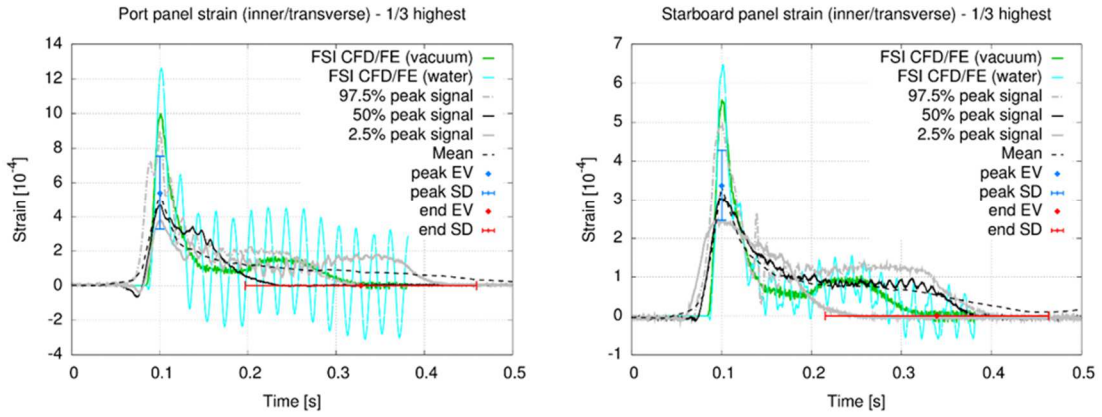 Port panel strain (inner/transverse) - 1/3 highest
14
12
10
8
6
4
2
0
-2
-4
Strain [10-4]
FSI CFD/FE (vacuum)
FSI CFD/FE (water)
97.5% peak signal
50% peak signal
2.5% peak signal
Mean
peak EV
peak SD
end EV
end SD
0
0.1
0.2
0.3
0.4
0.5
Time [s]
Starboard panel strain (inner/transverse) - 1/3 highest
7
6
5
4
3
2
1
0
-1
Strain [10-4]
FSI CFD/FE (vacuum)
FSI CFD/FE (water)
97.5% peak signal
50% peak signal
2.5% peak signal
Mean
peak EV
peak SD
end EV
end SD
0
0.1
0.2
0.3
0.4
0.5
Time [s]